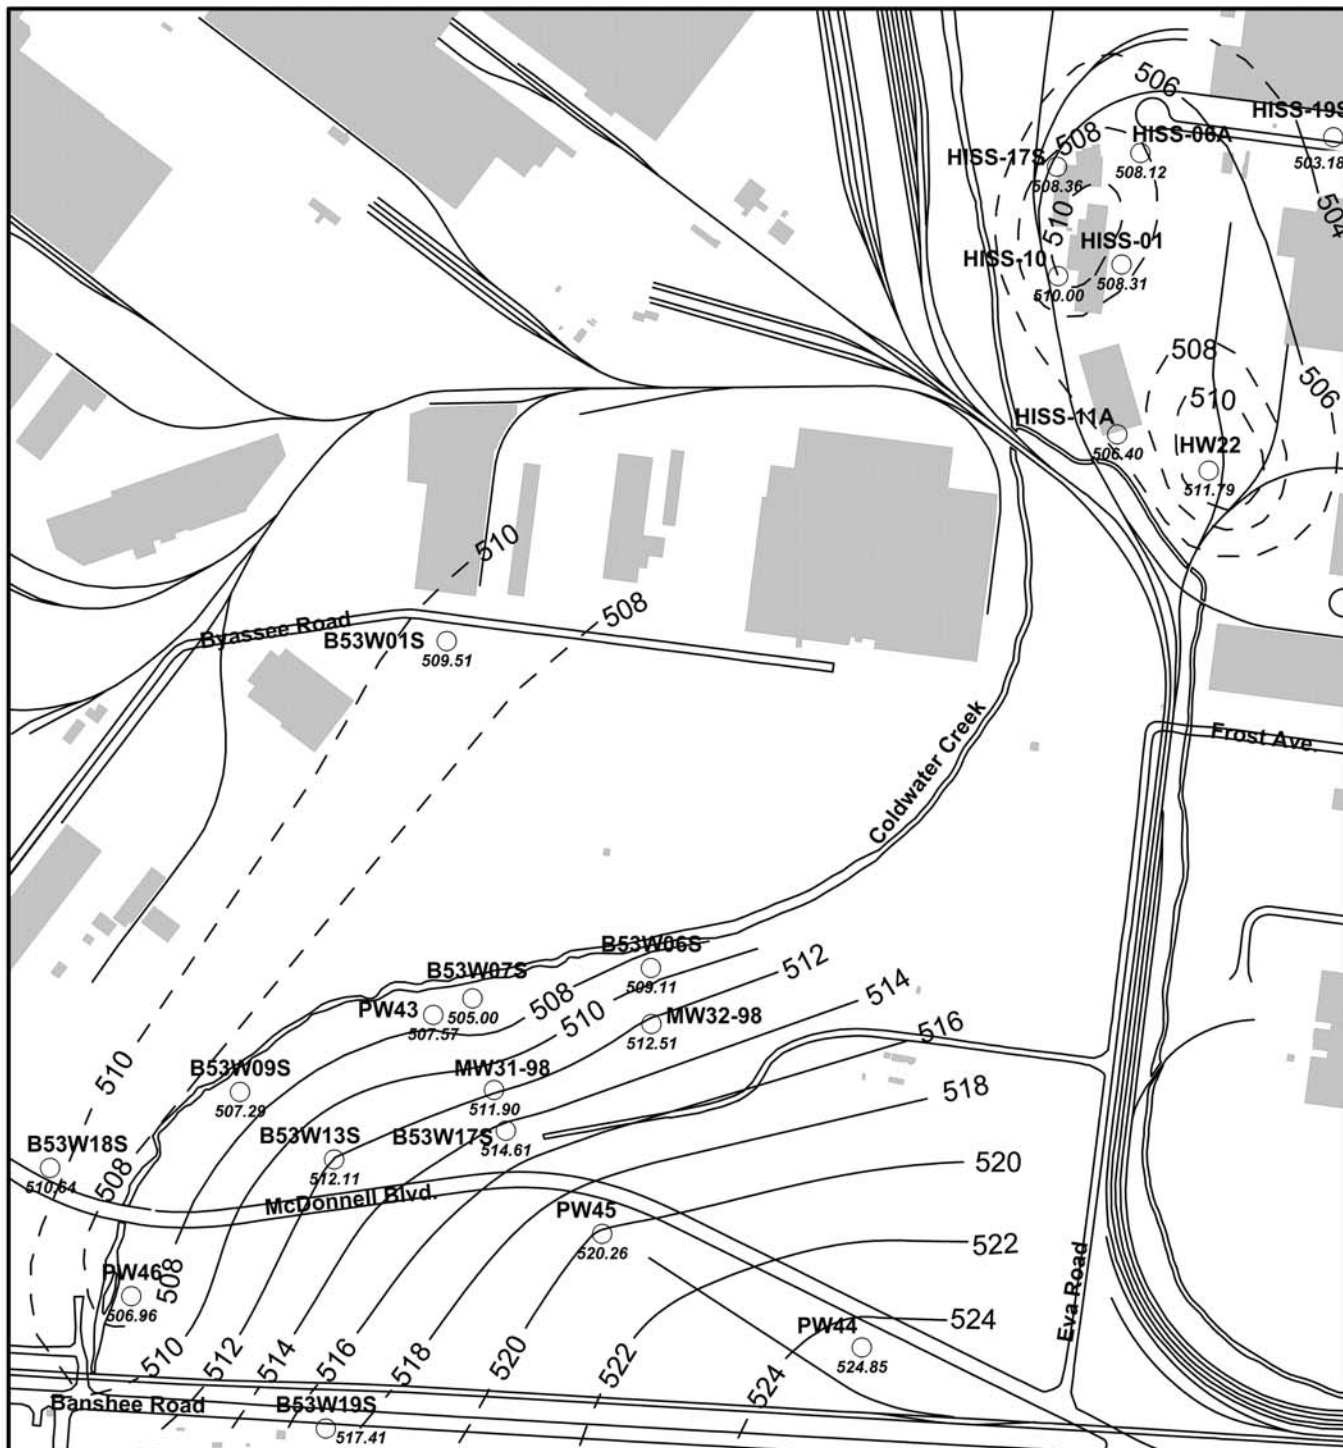 506
HISS-19S
503.18
508
HISS-06A
508.12
HISS-17S
508.36
504
510
HISS-01
508.31
HISS-10
510.00
508
506
510
HISS-11A
506.40
HW22
511.79
510
508
Byassee Road
B53W01S
509.51
Coldwater Creek
Frost Ave.
B53W06S
509.11
512
B53W07S
505.00
508
514
PW43
507.57
510
MW32-98
512.51
516
510
B53W09S
507.29
MW31-98
511.90
518
B53W17S
514.61
B53W13S
512.11
B53W18S
510.64
520
508
McDonnell Blvd.
PW45
520.26
522
PW46
506.96
508
Eva Road
524
PW44
524.85
510
512
514
516
518
520
522
524
Banshee Road
B53W19S
517.41